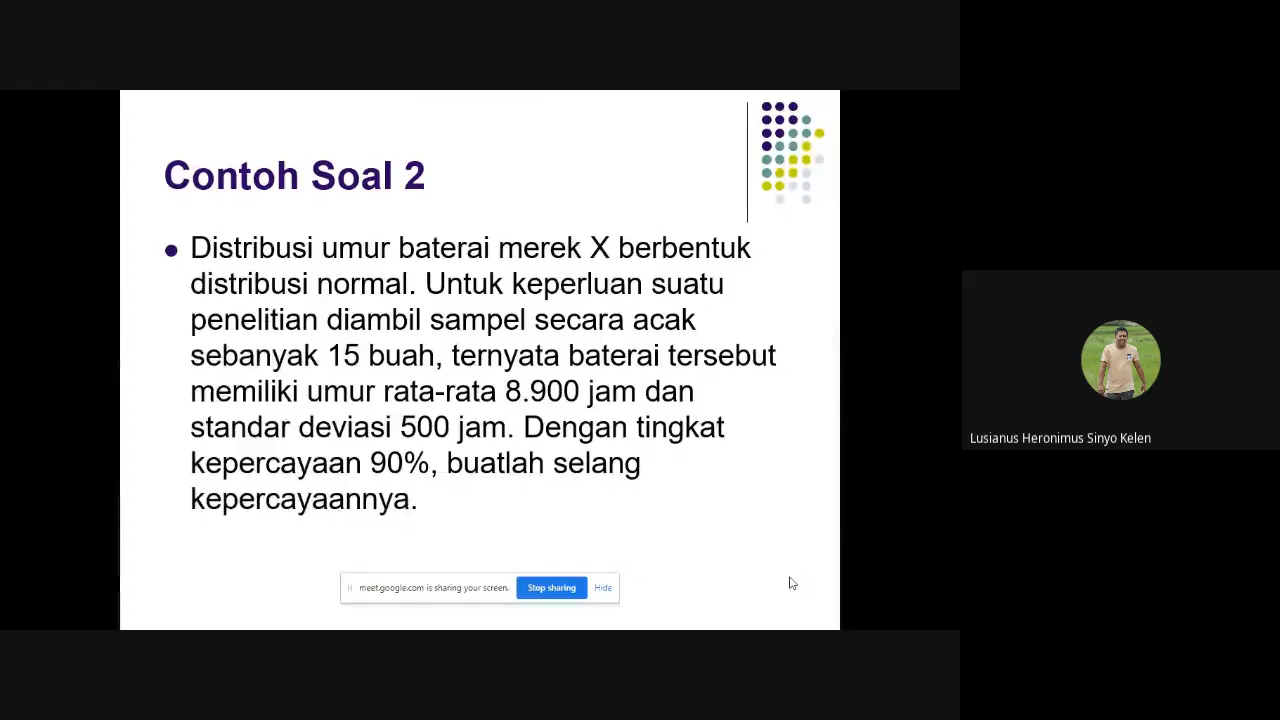 Contoh Soal 2
Distribusi umur baterai merek X berbentuk
distribusi normal. Untuk keperluan suatu
penelitian diambil sampel secara acak
sebanyak 15 buah, ternyata baterai tersebut
memiliki umur rata-rata 8.900 jam dan
standar deviasi 500 jam. Dengan tingkat
kepercayaan 90%, buatlah selang
kepercayaannya.
meet.google.com is sharing your screen. Stop sharing Hide
Lusianus Heronimus Sinyo Kelen